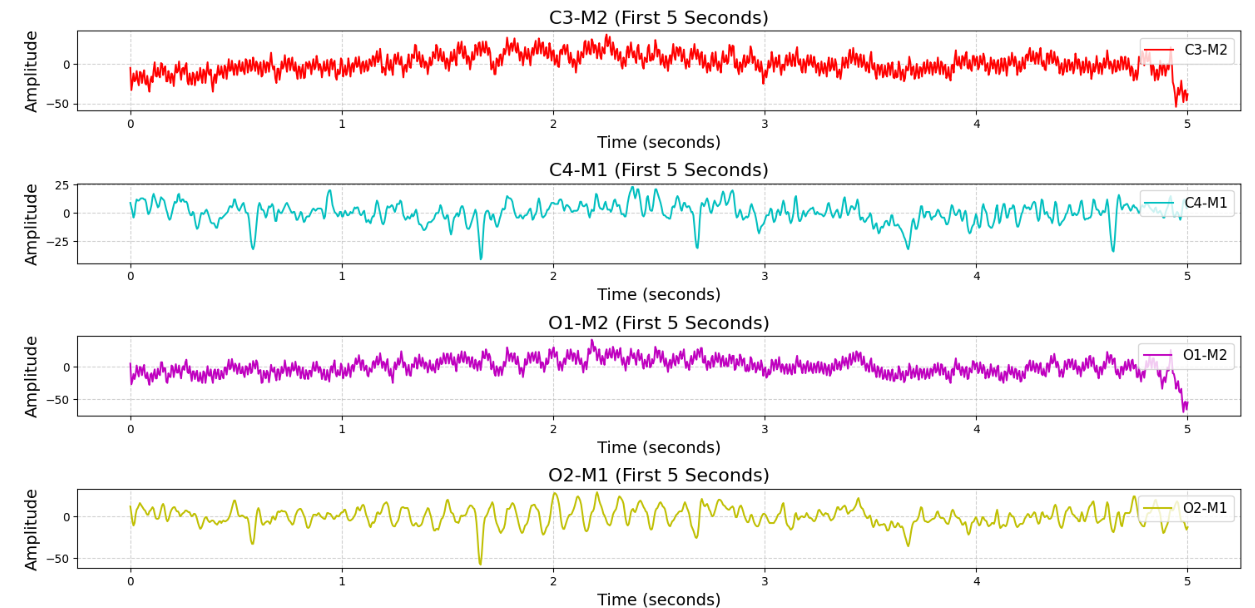 C3-M2 (First 5 Seconds)
Amplitude
0
−50
C3-M2
0 1 2 3 4 5
Time (seconds)
C4-M1 (First 5 Seconds)
Amplitude
25
0
−25
C4-M1
0 1 2 3 4 5
Time (seconds)
O1-M2 (First 5 Seconds)
Amplitude
0
−50
O1-M2
0 1 2 3 4 5
Time (seconds)
O2-M1 (First 5 Seconds)
Amplitude
0
−50
O2-M1
0 1 2 3 4 5
Time (seconds)